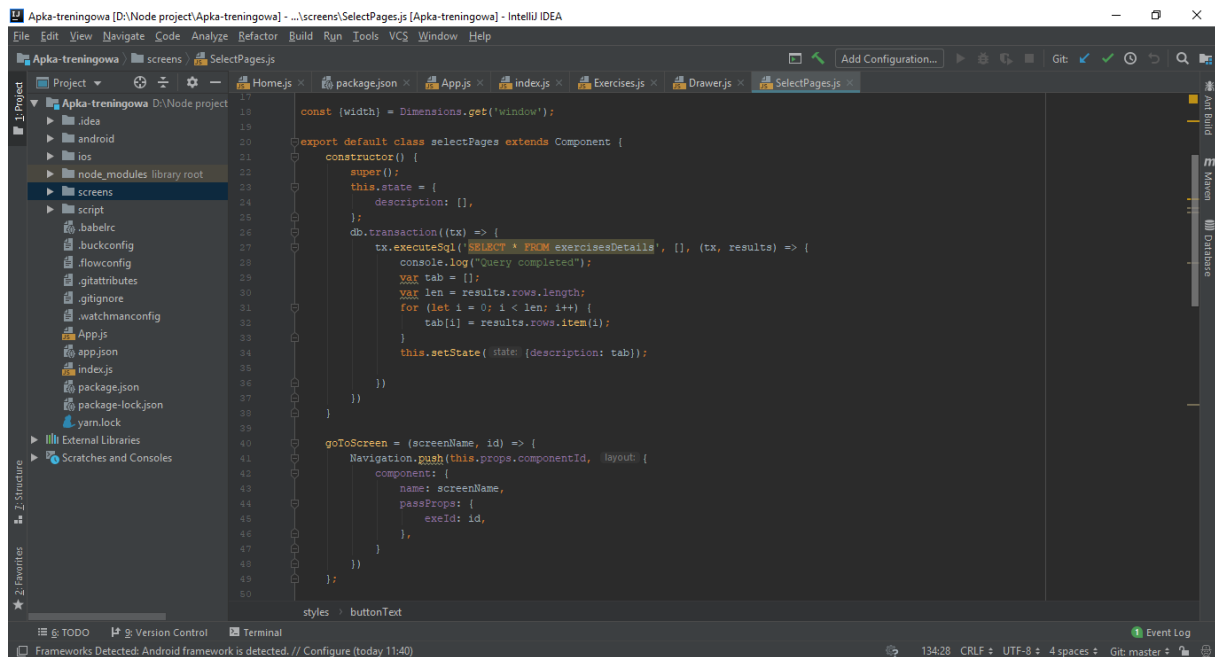 Apka-treningowa [D:\Node project\Apka-treningowa] - ...\screens\SelectPages.js [Apka-treningowa] - IntelliJ IDEA
File Edit View Navigate Code Analyze Refactor Build Run Tools VCS Window Help
Apka-treningowa screens SelectPages.js Add Configuration... Git:
Project Home.js package.json App.js index.js Exercises.js Drawer.js SelectPages.js
1: Project
Apka-treningowa D:\Node project
.idea
android
ios
node_modules library root
screens
script
.babelrc
.buckconfig
.flowconfig
.gitattributes
.gitignore
.watchmanconfig
App.js
app.json
index.js
package.json
package-lock.json
yarn.lock
External Libraries
Scratches and Consoles
7: Structure
2: Favorites
17
18 const {width} = Dimensions.get('window');
19
20 export default class selectPages extends Component {
21 constructor() {
22 super();
23 this.state = {
24 description: [],
25 };
26 db.transaction((tx) => {
27 tx.executeSql('SELECT * FROM exercisesDetails', [], (tx, results) => {
28 console.log("Query completed");
29 var tab = [];
30 var len = results.rows.length;
31 for (let i = 0; i < len; i++) {
32 tab[i] = results.rows.item(i);
33 }
34 this.setState( state: {description: tab});
35
36 })
37 })
38 }
39
40 goToScreen = (screenName, id) => {
41 Navigation.push(this.props.componentId, layout: {
42 component: {
43 name: screenName,
44 passProps: {
45 exeId: id,
46 },
47 }
48 })
49 };
50
styles buttonText
Ant Build
Maven
Database
6: TODO 9: Version Control Terminal 1 Event Log
Frameworks Detected: Android framework is detected. // Configure (today 11:40) 134:28 CRLF UTF-8 4 spaces Git: master